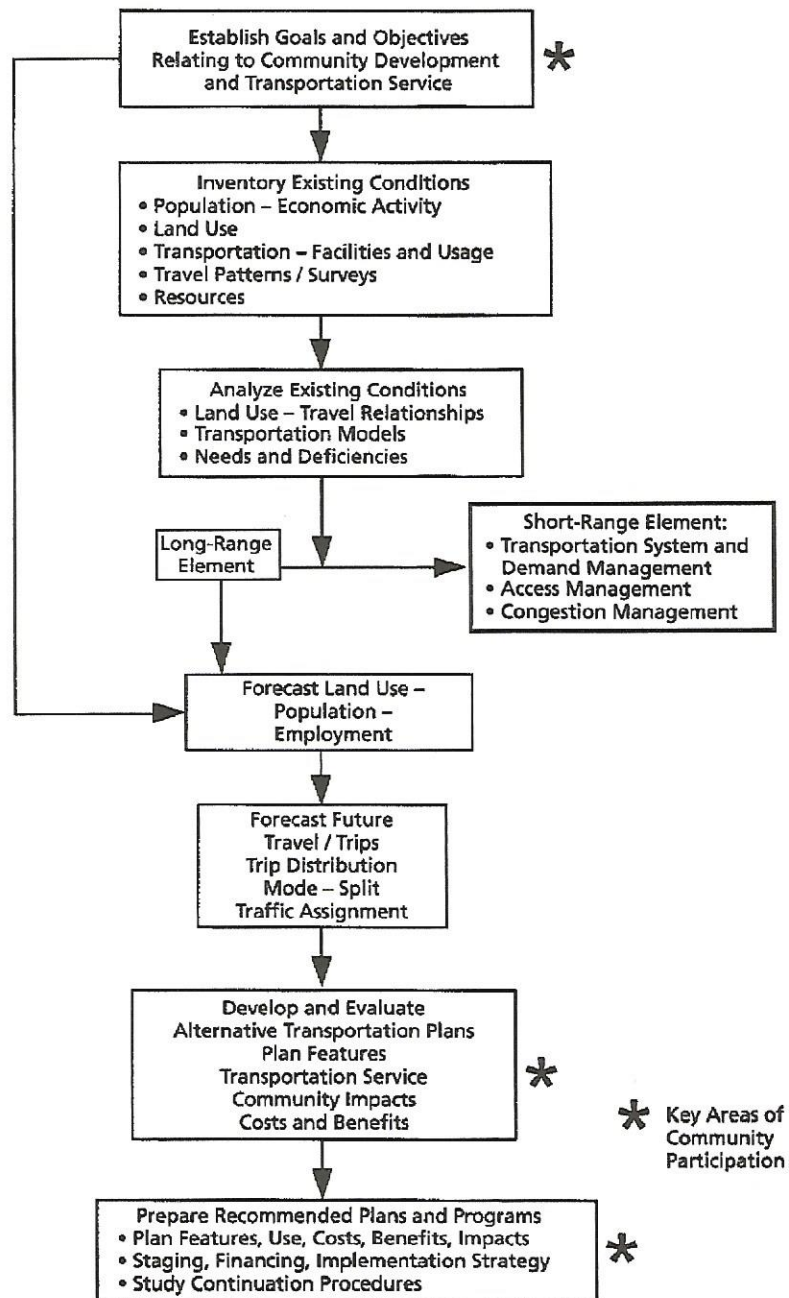 Establish Goals and Objectives
Relating to Community Development
and Transportation Service
*
Inventory Existing Conditions
• Population – Economic Activity
• Land Use
• Transportation – Facilities and Usage
• Travel Patterns / Surveys
• Resources
Analyze Existing Conditions
• Land Use – Travel Relationships
• Transportation Models
• Needs and Deficiencies
Long-Range
Element
Short-Range Element:
• Transportation System and
Demand Management
• Access Management
• Congestion Management
Forecast Land Use –
Population –
Employment
Forecast Future
Travel / Trips
Trip Distribution
Mode – Split
Traffic Assignment
Develop and Evaluate
Alternative Transportation Plans
Plan Features
Transportation Service
Community Impacts
Costs and Benefits
*
* Key Areas of
Community
Participation
Prepare Recommended Plans and Programs
• Plan Features, Use, Costs, Benefits, Impacts
• Staging, Financing, Implementation Strategy
• Study Continuation Procedures
*